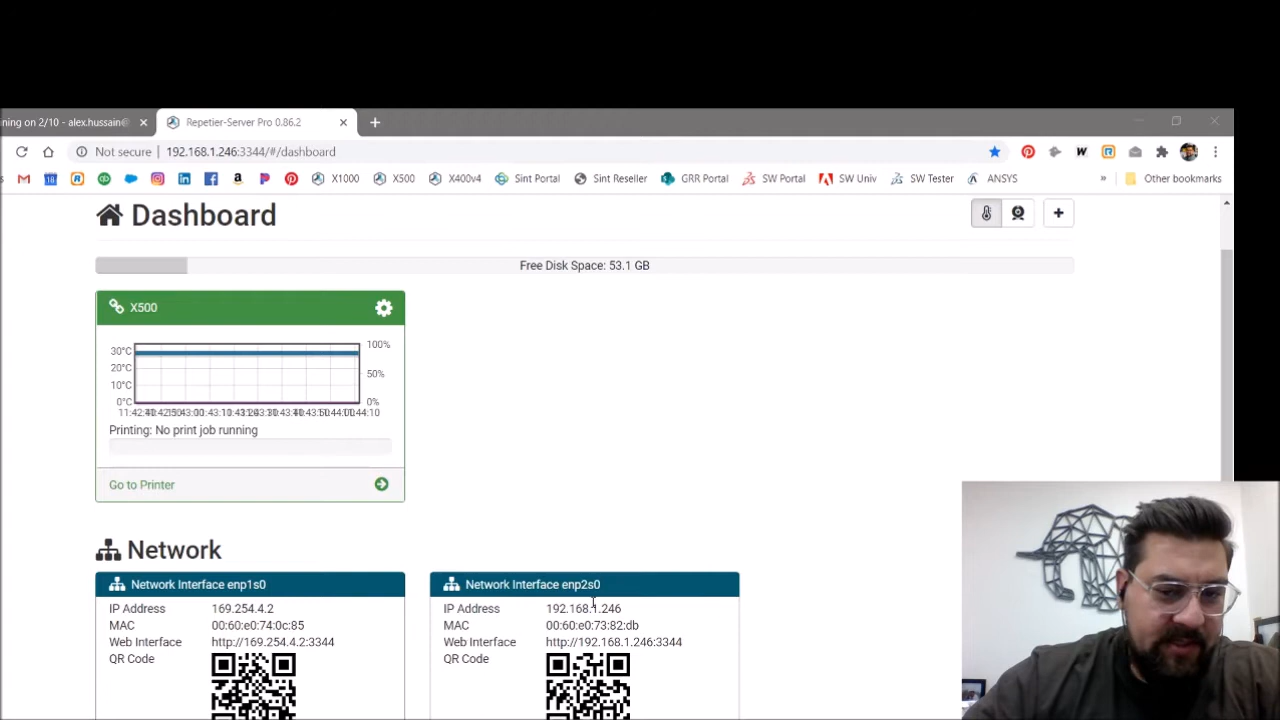 ning on 2/10 - alex.hussain@
Repetier-Server Pro 0.86.2
Not secure | 192.168.1.246:3344/#/dashboard
X1000 X500 X400v4 Sint Portal Sint Reseller GRR Portal SW Portal SW Univ SW Tester ANSYS » Other bookmarks
Dashboard
Free Disk Space: 53.1 GB
X500
30°C
20°C
10°C
0°C
100%
50%
0%
Printing: No print job running
Go to Printer
Network
Network Interface enp1s0
IP Address 169.254.4.2
MAC 00:60:e0:74:0c:85
Web Interface http://169.254.4.2:3344
QR Code
Network Interface enp2s0
IP Address 192.168.1.246
MAC 00:60:e0:73:82:db
Web Interface http://192.168.1.246:3344
QR Code